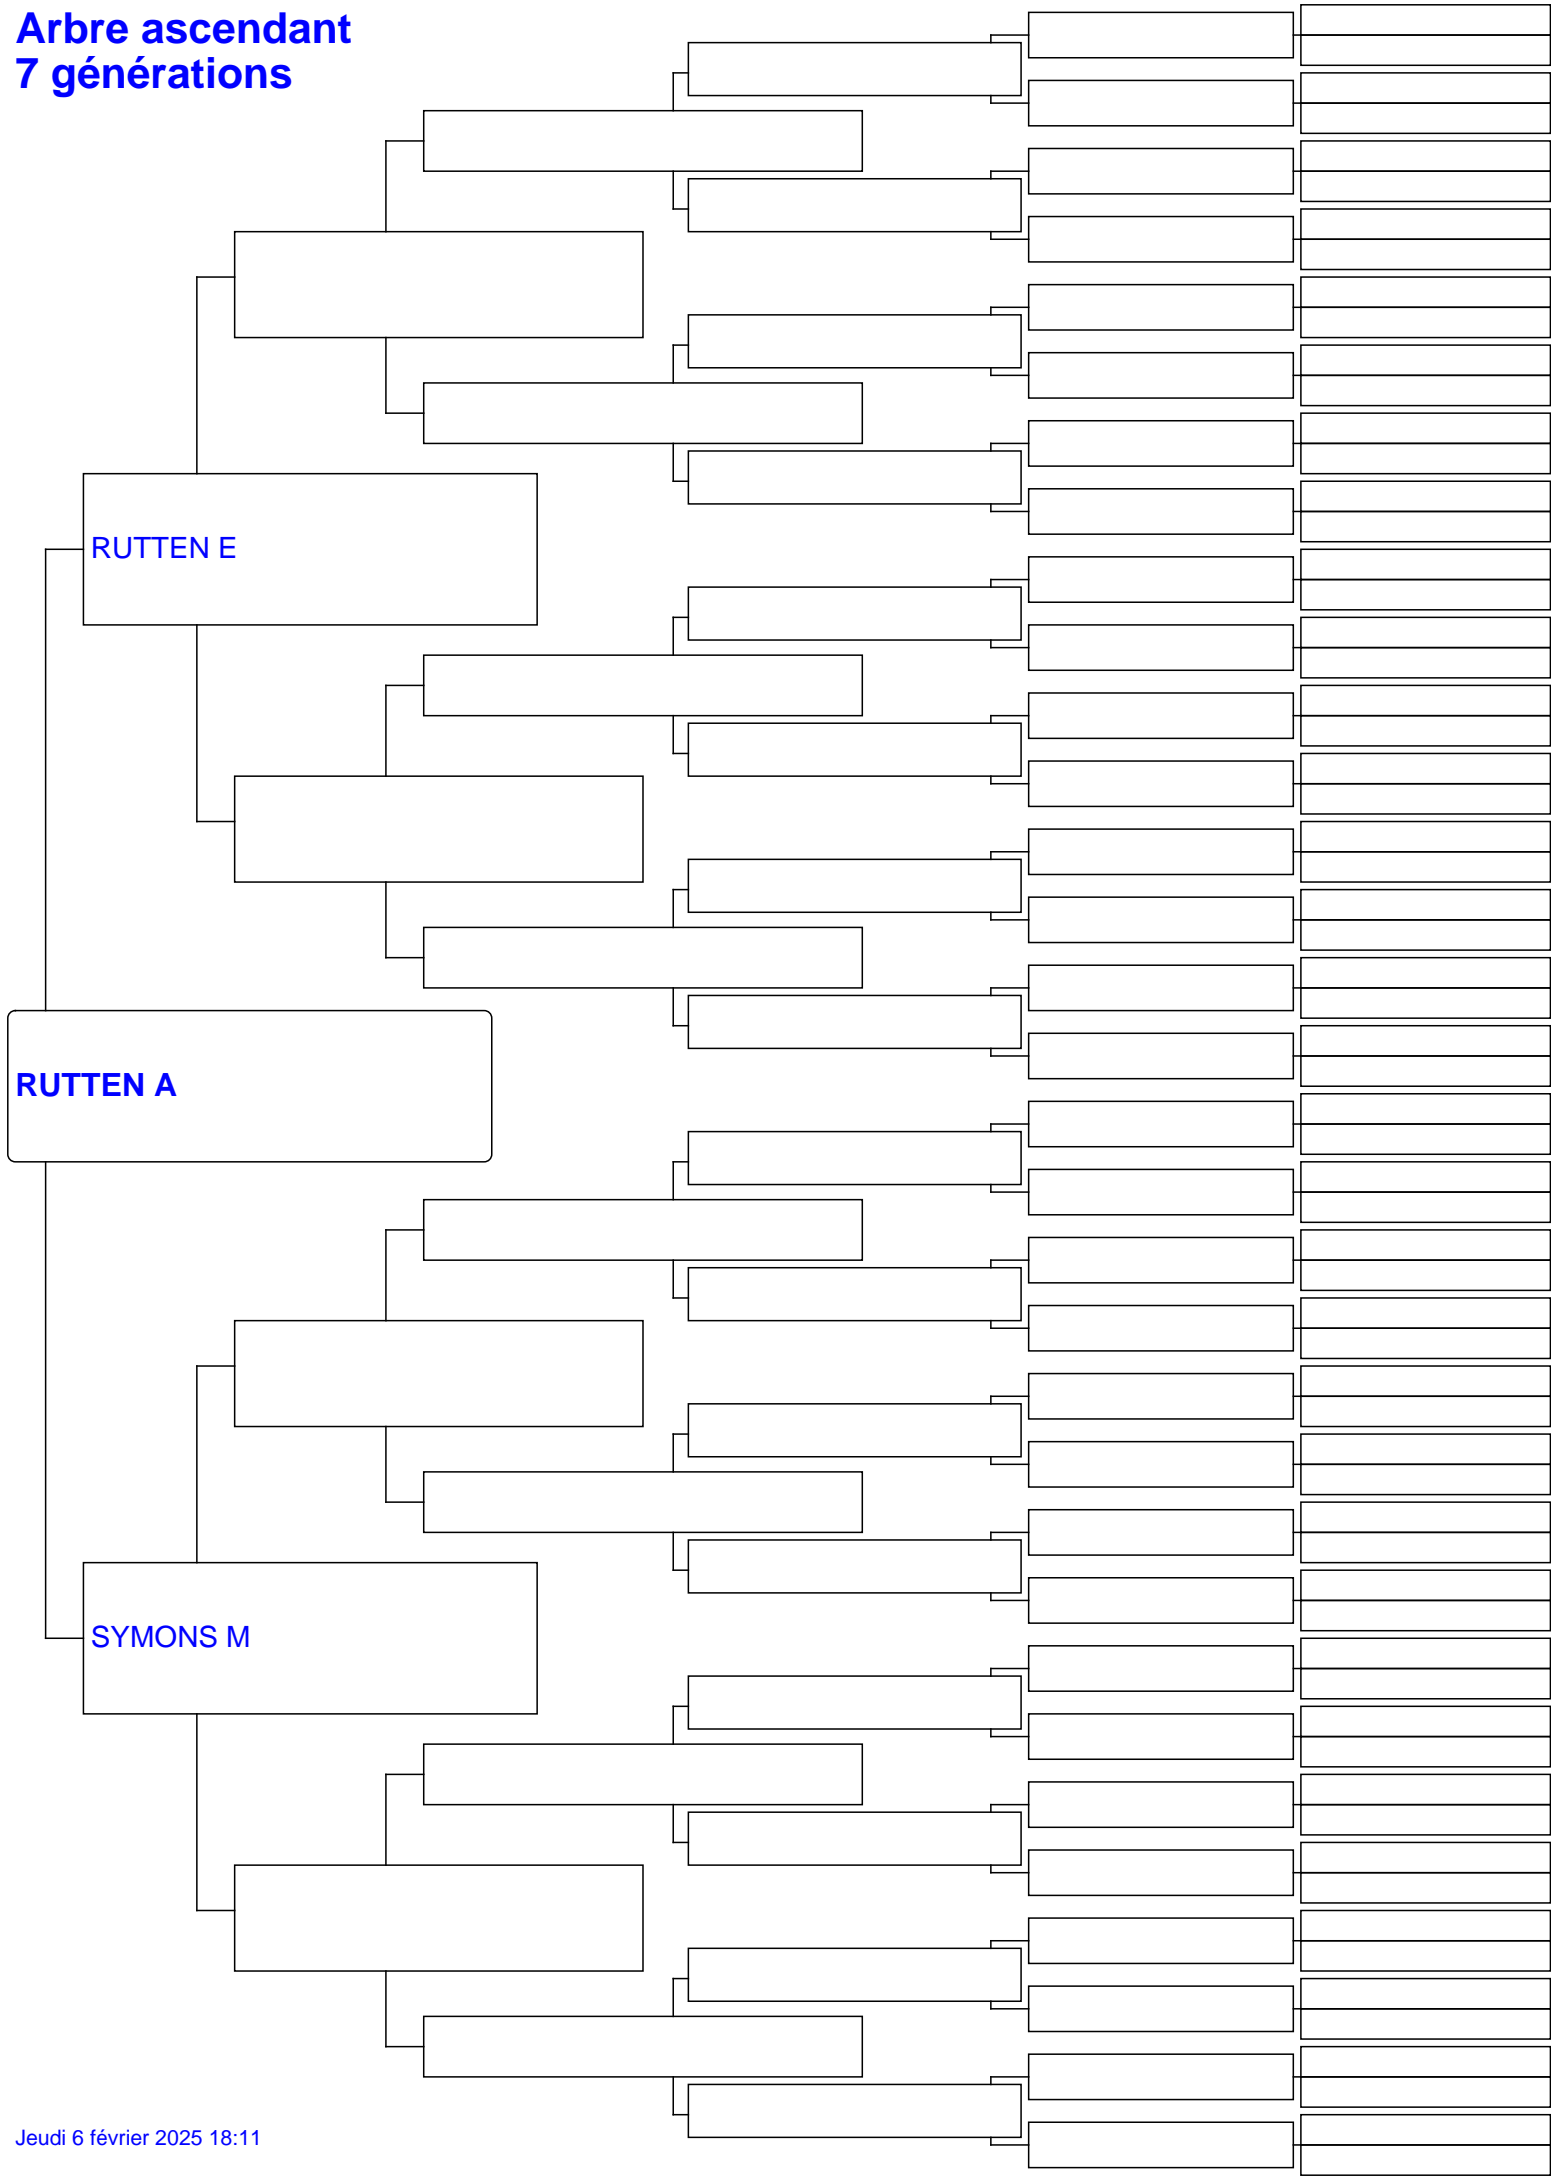 Arbre ascendant
7 générations
RUTTEN E
RUTTEN A
SYMONS M
Jeudi 6 février 2025 18:11